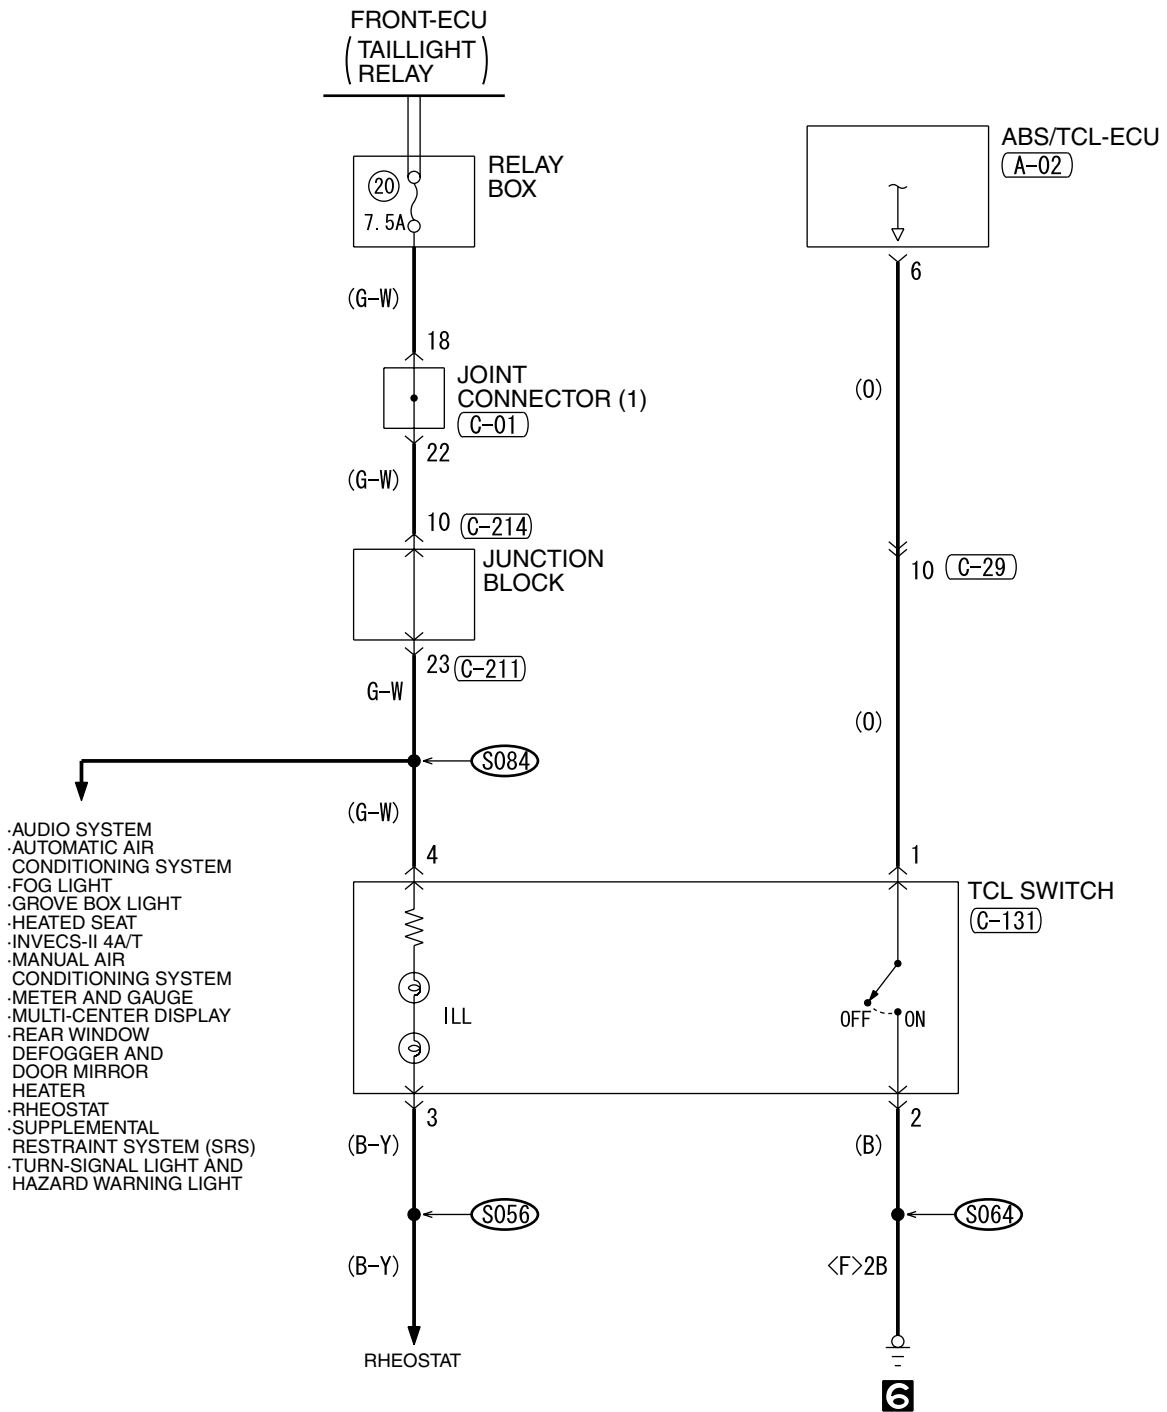 FRONT-ECU
(TAILLIGHT
RELAY)
RELAY
BOX
20
7.5A
(G-W)
18
JOINT
CONNECTOR (1)
C-01
22
(G-W)
10 C-214
JUNCTION
BLOCK
23 C-211
G-W
S084
(G-W)
4
·AUDIO SYSTEM
·AUTOMATIC AIR
CONDITIONING SYSTEM
·FOG LIGHT
·GROVE BOX LIGHT
·HEATED SEAT
·INVECS-II 4A/T
·MANUAL AIR
CONDITIONING SYSTEM
·METER AND GAUGE
·MULTI-CENTER DISPLAY
·REAR WINDOW
DEFOGGER AND
DOOR MIRROR
HEATER
·RHEOSTAT
·SUPPLEMENTAL
RESTRAINT SYSTEM (SRS)
·TURN-SIGNAL LIGHT AND
HAZARD WARNING LIGHT
ILL
3
(B-Y)
S056
(B-Y)
RHEOSTAT
ABS/TCL-ECU
A-02
6
(O)
10 C-29
(O)
1
TCL SWITCH
C-131
OFF ON
2
(B)
S064
<F>2B
6